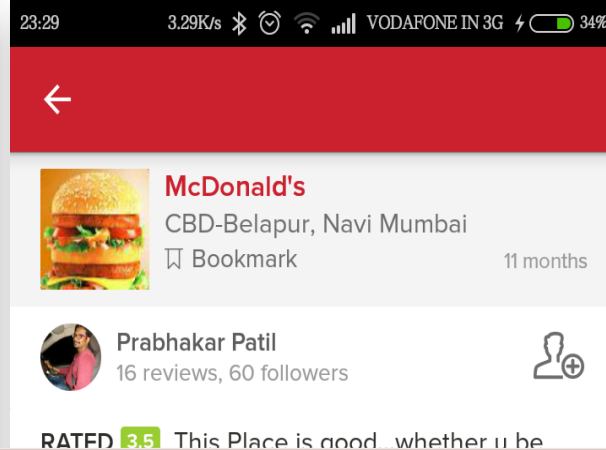 23:29 3.29K/s VODAFONE IN 3G 34%
McDonald's
CBD-Belapur, Navi Mumbai
Bookmark 11 months
Prabhakar Patil
16 reviews, 60 followers
RATED 3.5 This Place is good...whether u be